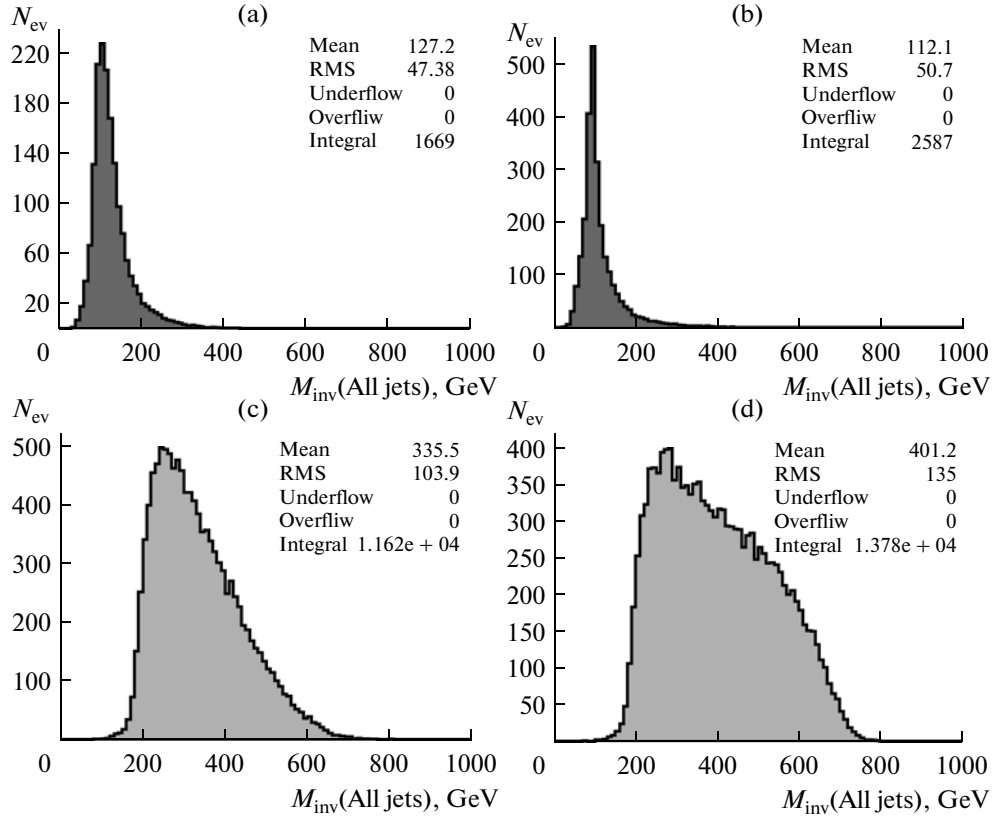 (a)
N_ev
Mean 127.2
RMS 47.38
Underflow 0
Overfliw 0
Integral 1669
220
180
140
100
60
20
0 200 400 600 800 1000
M_inv(All jets), GeV
(b)
N_ev
Mean 112.1
RMS 50.7
Underflow 0
Overfliw 0
Integral 2587
500
400
300
200
100
0 200 400 600 800 1000
M_inv(All jets), GeV
(c)
N_ev
Mean 335.5
RMS 103.9
Underflow 0
Overfliw 0
Integral 1.162e + 04
500
400
300
200
100
0 200 400 600 800 1000
M_inv(All jets), GeV
(d)
N_ev
Mean 401.2
RMS 135
Underflow 0
Overfliw 0
Integral 1.378e + 04
400
350
300
250
200
150
100
50
0 200 400 600 800 1000
M_inv(All jets), GeV